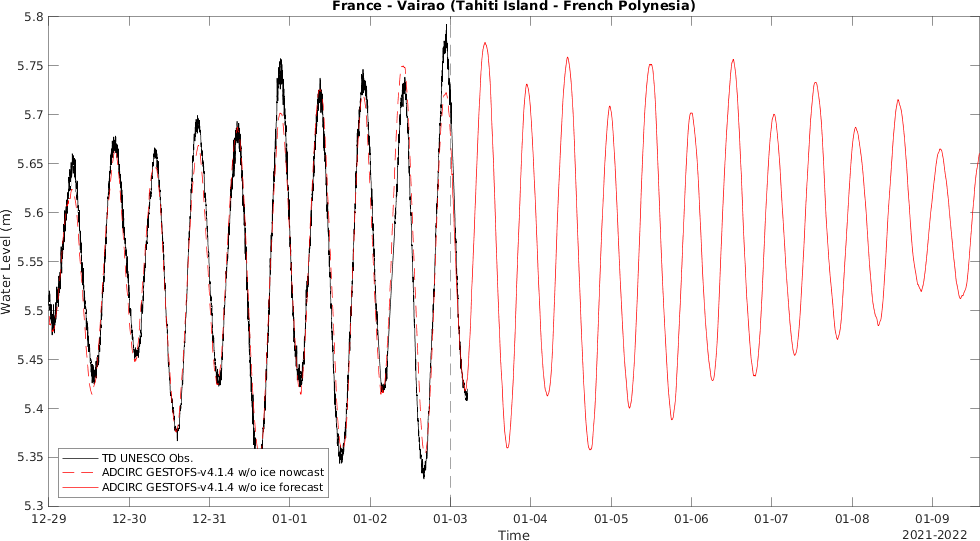 France - Vairao (Tahiti Island - French Polynesia)
5.8
5.75
5.7
5.65
5.6
5.55
5.5
5.45
5.4
5.35
5.3
Water Level (m)
TD UNESCO Obs.
ADCIRC GESTOFS-v4.1.4 w/o ice nowcast
ADCIRC GESTOFS-v4.1.4 w/o ice forecast
12-29 12-30 12-31 01-01 01-02 01-03 01-04 01-05 01-06 01-07 01-08 01-09
Time
2021-2022